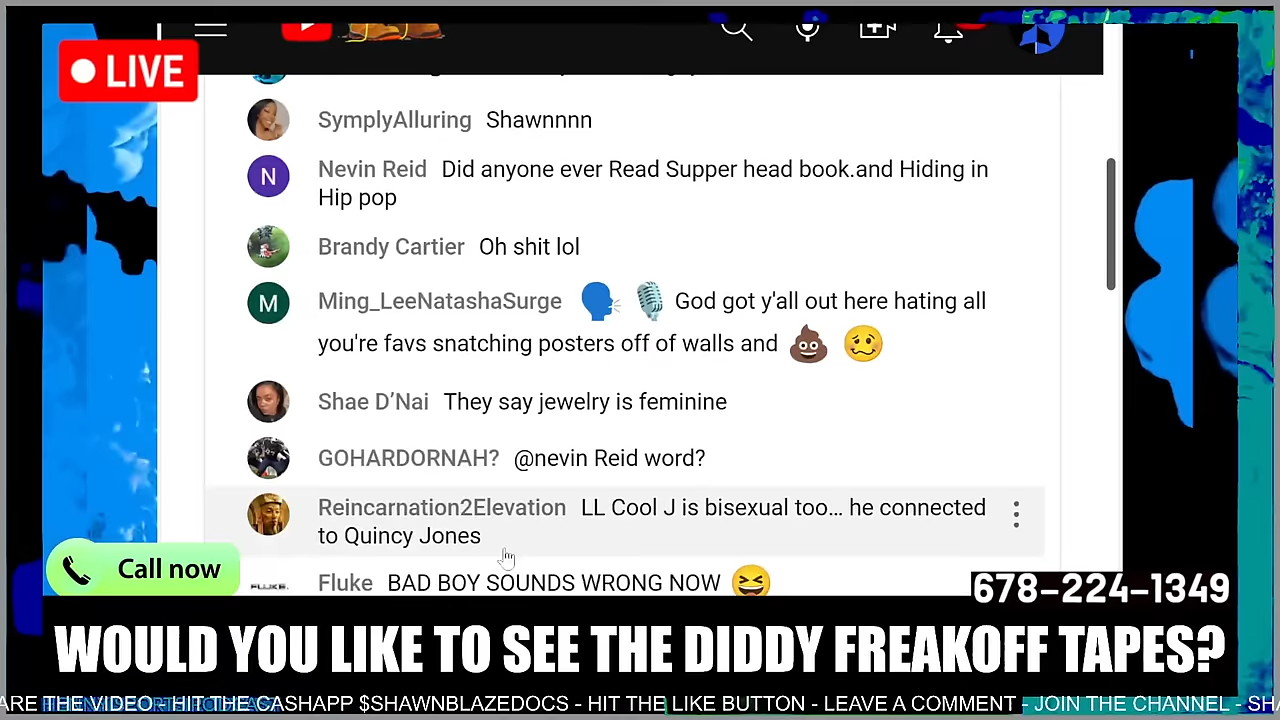 LIVE
SymplyAlluring Shawnnnn
Nevin Reid Did anyone ever Read Supper head book.and Hiding in
Hip pop
Brandy Cartier Oh shit lol
M Ming_LeeNatashaSurge 🗣️ 🎙️ God got y'all out here hating all
you're favs snatching posters off of walls and 💩 🥴
Shae D’Nai They say jewelry is feminine
GOHARDORNAH? @nevin Reid word?
Reincarnation2Elevation LL Cool J is bisexual too… he connected
to Quincy Jones
FLUKE. Fluke BAD BOY SOUNDS WRONG NOW 😆
Call now
678-224-1349
WOULD YOU LIKE TO SEE THE DIDDY FREAKOFF TAPES?
ARE THE VIDEO - HIT THE CASHAPP $SHAWNBLAZEDOCS - HIT THE LIKE BUTTON - LEAVE A COMMENT - JOIN THE CHANNEL - SH